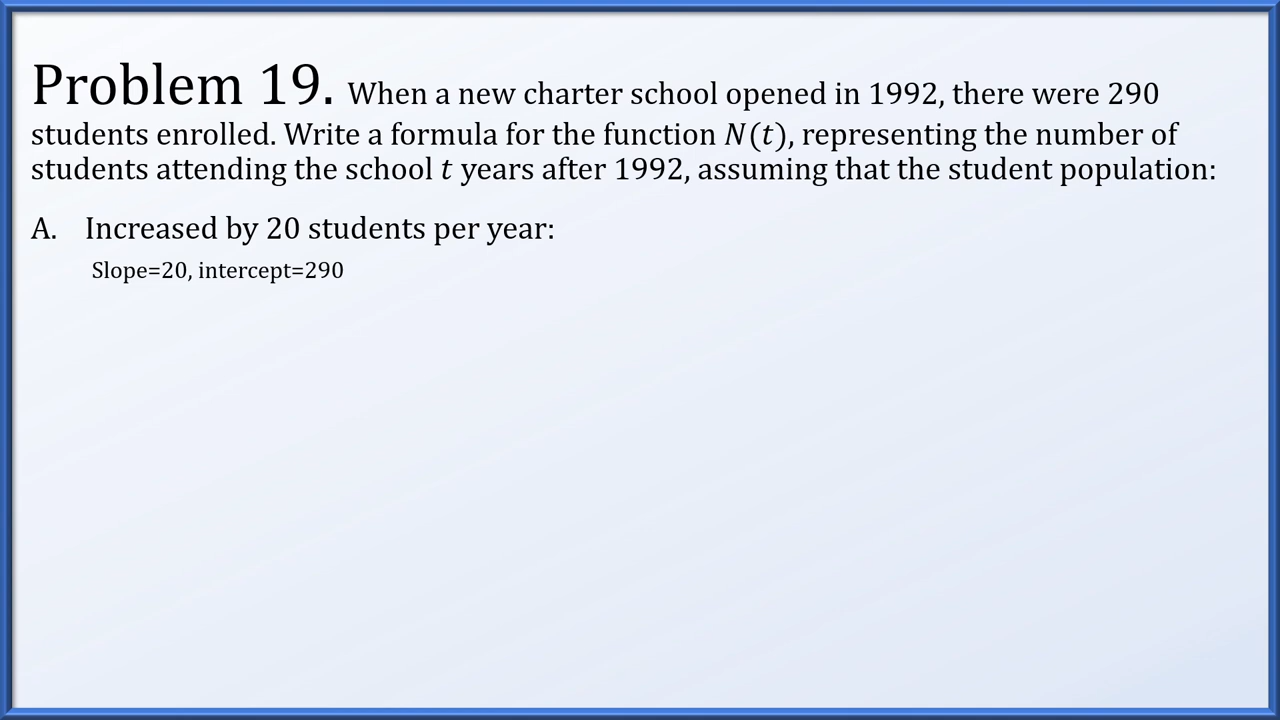 Problem 19. When a new charter school opened in 1992, there were 290
students enrolled. Write a formula for the function N(t), representing the number of
students attending the school t years after 1992, assuming that the student population:
A. Increased by 20 students per year:
Slope=20, intercept=290